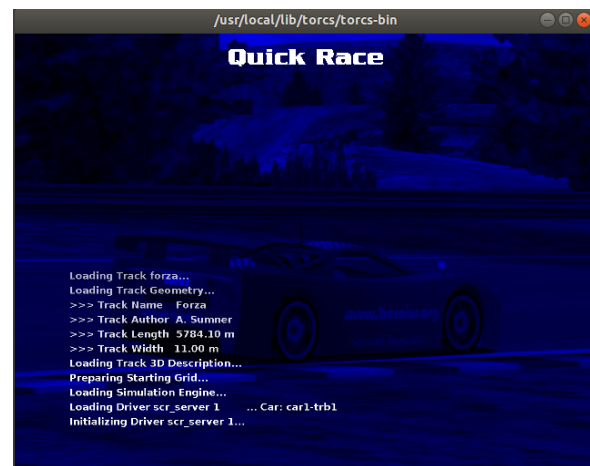 /usr/local/lib/torcs/torcs-bin
Quick Race
Loading Track forza...
Loading Track Geometry...
>>> Track Name Forza
>>> Track Author A. Sumner
>>> Track Length 5784.10 m
>>> Track Width 11.00 m
Loading Track 3D Description...
Preparing Starting Grid...
Loading Simulation Engine...
Loading Driver scr_server 1 ... Car: car1-trb1
Initializing Driver scr_server 1...